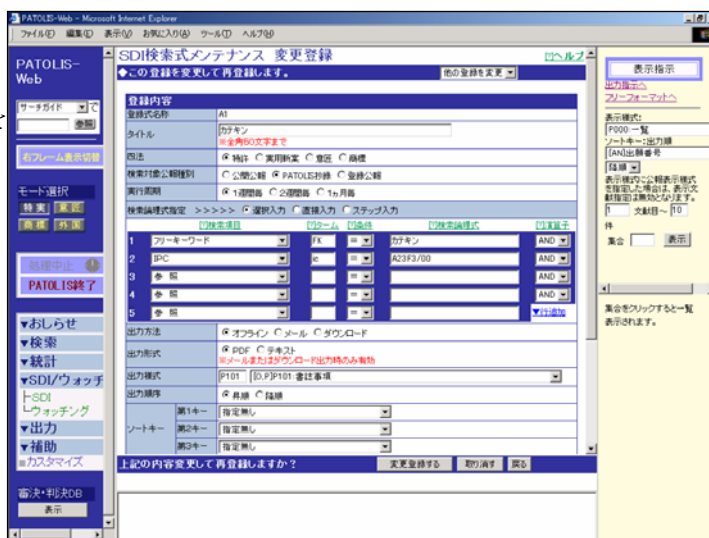 PATOLIS-Web - Microsoft Internet Explorer
ファイル(F) 編集(E) 表示(V) お気に入り(A) ツール(T) ヘルプ(H)
PATOLIS-
Web
サーチガイド で
参照
右フレーム表示切替
モード選択
特実 意匠
商標 外国
処理中止
PATOLIS終了
▼おしらせ
▼検索
▼統計
▼SDI/ウォッチ
├SDI
└ウォッチング
▼出力
▼補助
■カスタマイズ
審決・判決DB
表示
SDI検索式メンテナンス 変更登録
[?]ヘルプ
◆この登録を変更して再登録します。
他の登録を変更
登録内容
登録式名称 A1
タイトル カテキン
※全角50文字まで
四法 特許 実用新案 意匠 商標
検索対象公報種別 公開公報 PATOLIS抄録 登録公報
実行周期 1週間毎 2週間毎 1ヵ月毎
検索論理式指定 >>>>> 選択入力 直接入力 ステップ入力
[?]検索項目 [?]ターム [?]条件 [?]検索論理式 [?]演算子
1 フリーキーワード FK = カテキン AND
2 IPC ic = A23F3/00 AND
3 参 照 = AND
4 参 照 = AND
5 参 照 = ▼行追加
出力方法 オフライン メール ダウンロード
出力形式 PDF テキスト
※メールまたはダウンロード出力時のみ有効
出力様式 P101 [O,P]P101:書誌事項
出力順序 昇順 降順
ソートキー 第1キー 指定無し
第2キー 指定無し
第3キー 指定無し
上記の内容変更して再登録しますか?
変更登録する 取り消す 戻る
表示指示
出力指示へ
フリーフォーマットへ
表示様式:
P000:一覧
ソートキー:出力順
[AN]出願番号
降順
表示様式に公報表示様式を指定した場合は、表示文献指定は無効となります。
1 文献目~ 10
件
集合 表示
集合をクリックすると一覧
表示されます。